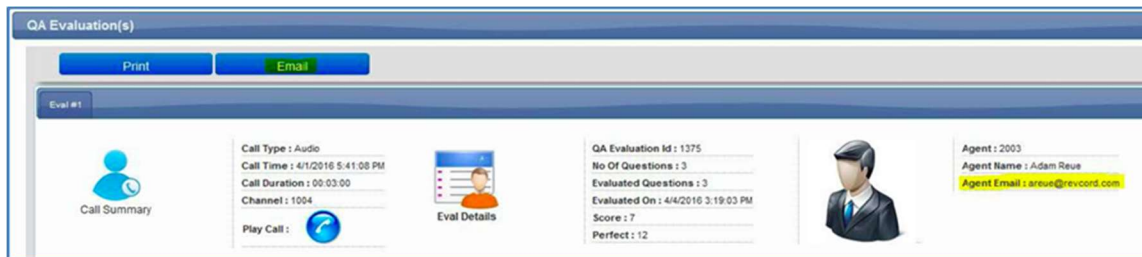 QA Evaluation(s)
Print
Email
Eval #1
Call Summary
Call Type : Audio
Call Time : 4/1/2016 5:41:08 PM
Call Duration : 00:03:00
Channel : 1004
Play Call :
Eval Details
QA Evaluation Id : 1375
No Of Questions : 3
Evaluated Questions : 3
Evaluated On : 4/4/2016 3:19:03 PM
Score : 7
Perfect : 12
Agent : 2003
Agent Name : Adam Reue
Agent Email : areue@revcord.com